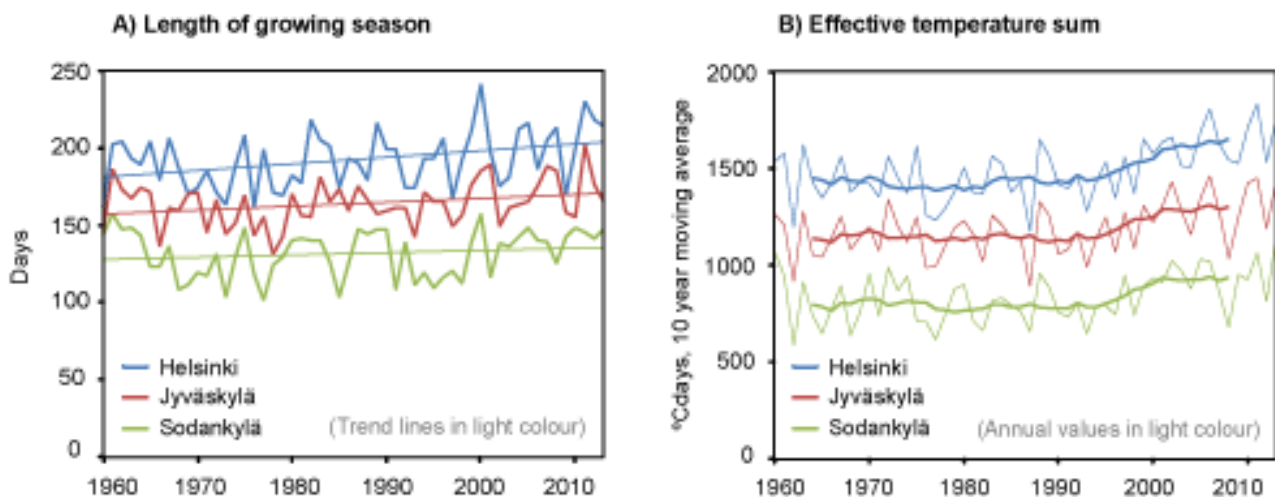 A) Length of growing season
250
200
150
100
50
0
Days
Helsinki
Jyväskylä
Sodankylä
(Trend lines in light colour)
1960 1970 1980 1990 2000 2010
B) Effective temperature sum
2000
1500
1000
500
0
ºCdays, 10 year moving average
Helsinki
Jyväskylä
Sodankylä
(Annual values in light colour)
1960 1970 1980 1990 2000 2010